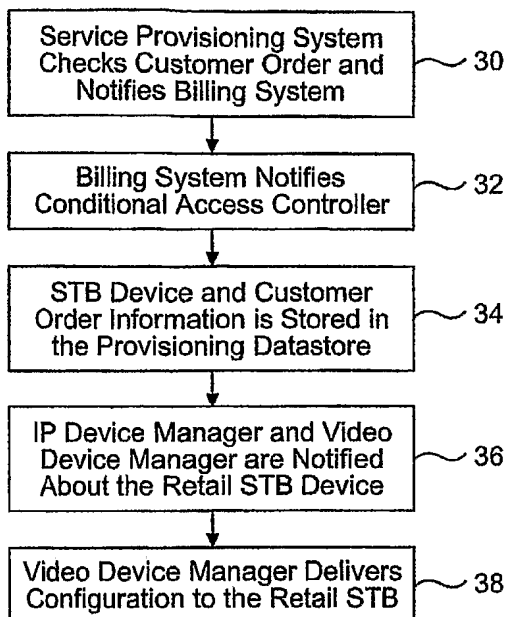 Service Provisioning System
Checks Customer Order and
Notifies Billing System
30
Billing System Notifies
Conditional Access Controller
32
STB Device and Customer
Order Information is Stored in
the Provisioning Datastore
34
IP Device Manager and Video
Device Manager are Notified
About the Retail STB Device
36
Video Device Manager Delivers
Configuration to the Retail STB
38